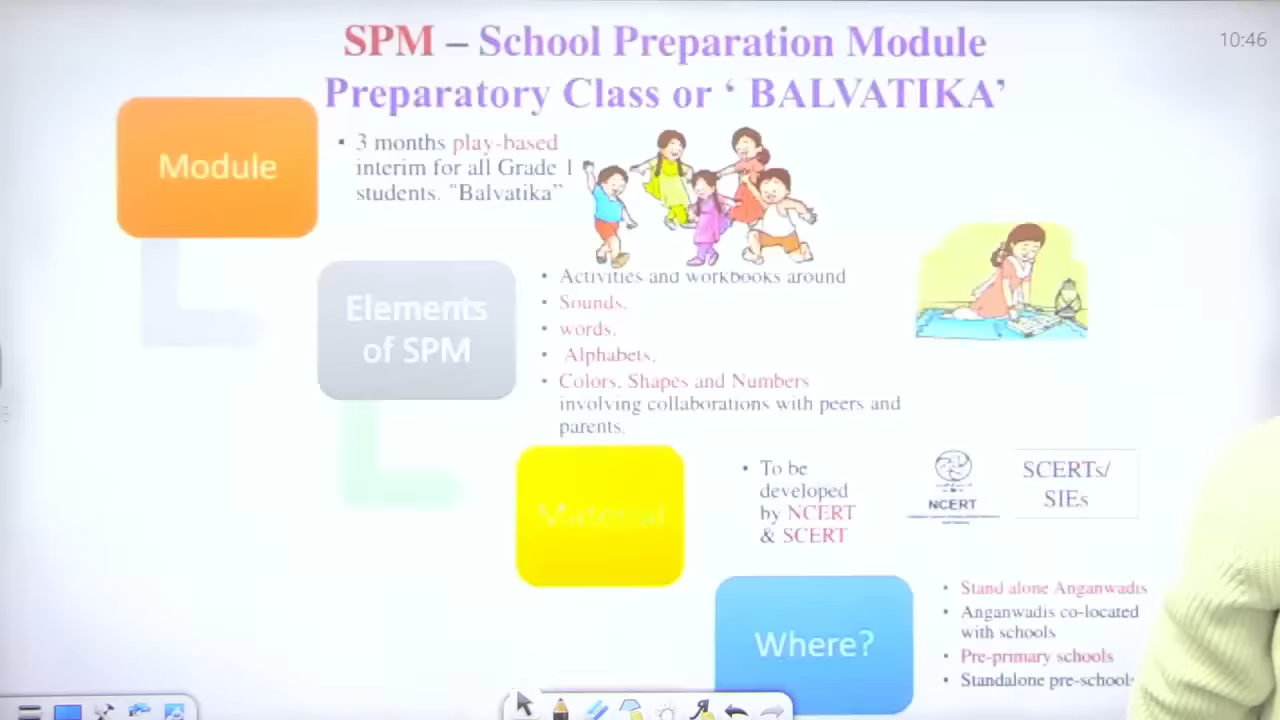 SPM – School Preparation Module
10:46
Preparatory Class or ‘ BALVATIKA’
Module
• 3 months play-based
interim for all Grade 1
students. "Balvatika"
Elements
of SPM
• Activities and workbooks around
• Sounds,
• words,
• Alphabets,
• Colors, Shapes and Numbers
involving collaborations with peers and
parents.
Material
• To be
developed
by NCERT
& SCERT
NCERT
SCERTs/
SIEs
Where?
• Stand alone Anganwadis
• Anganwadis co-located
with schools
• Pre-primary schools
• Standalone pre-schools